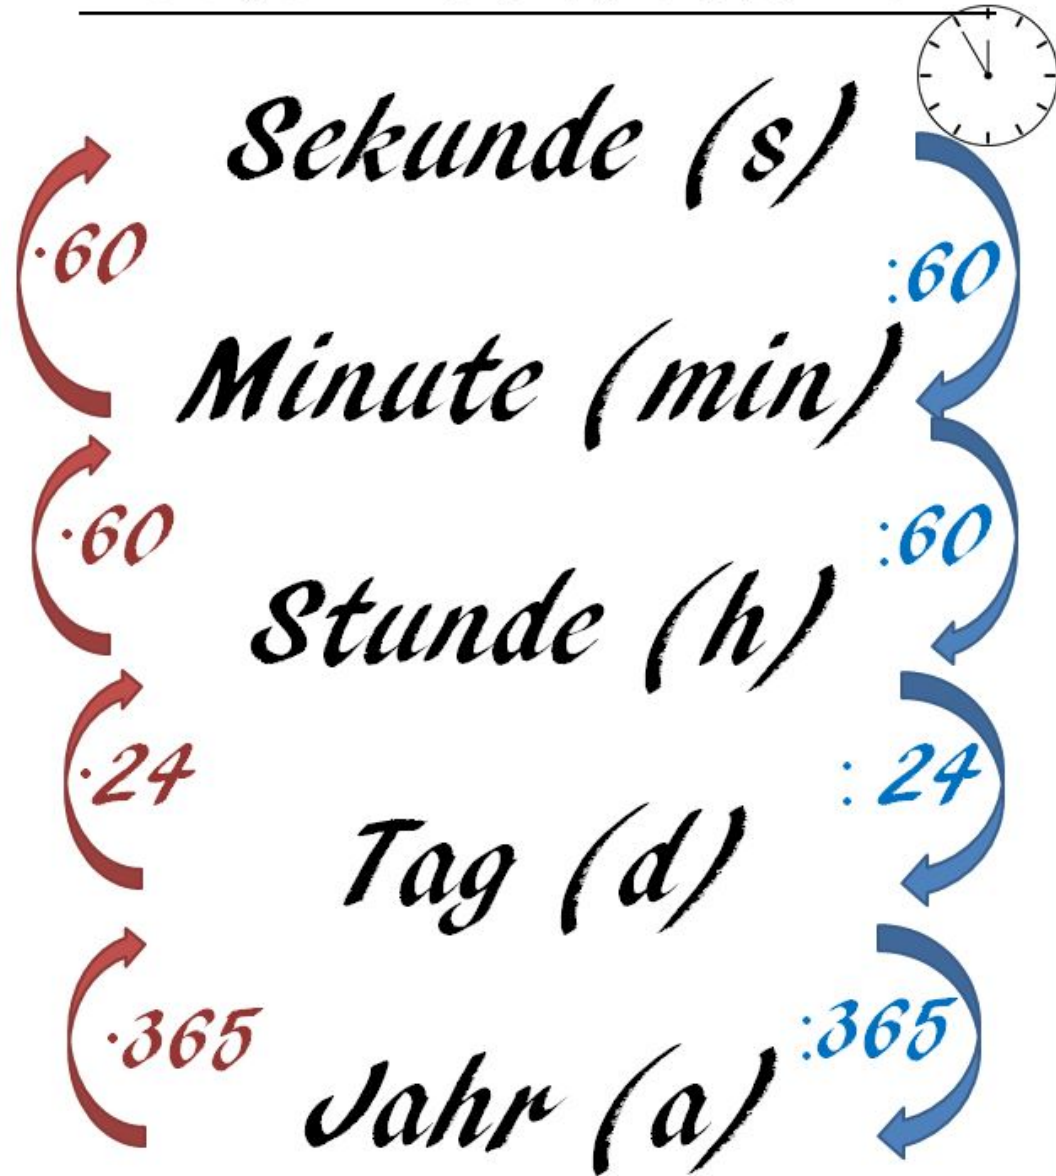 Sekunde (s)
·60
:60
Minute (min)
·60
:60
Stunde (h)
·24
: 24
Tag (d)
·365
:365
Jahr (a)